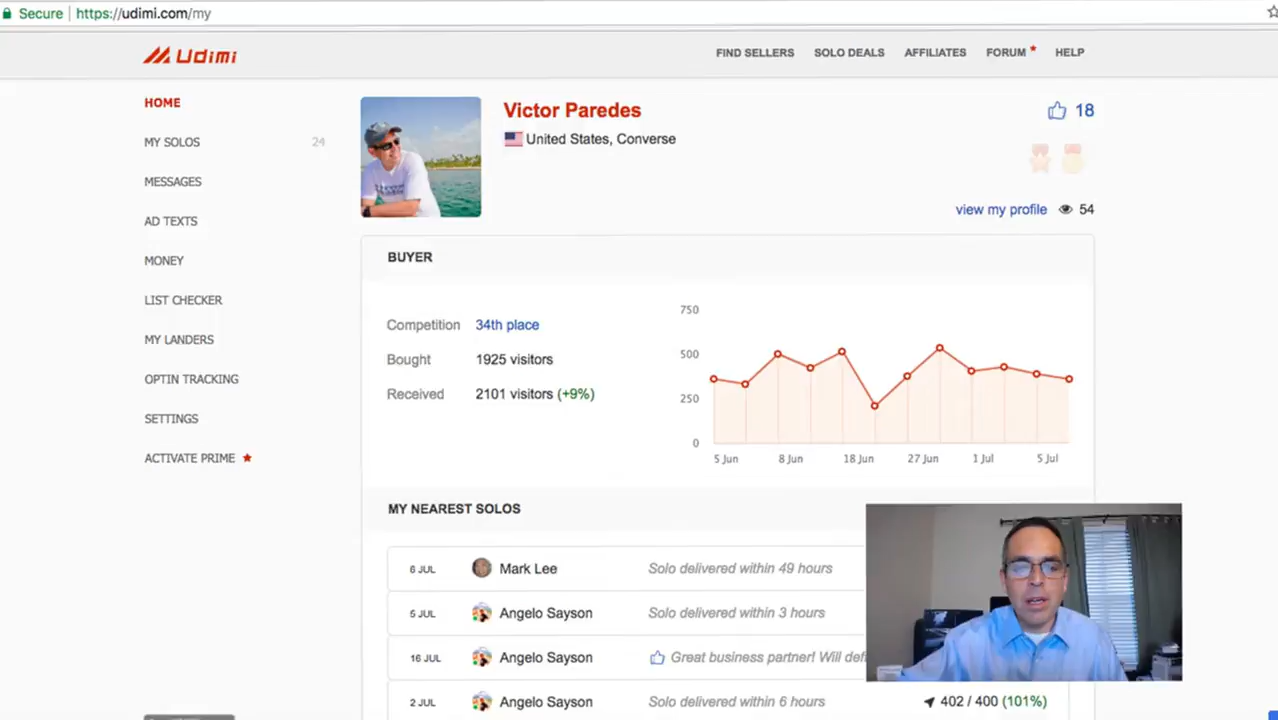 Secure https://udimi.com/my
Udimi
FIND SELLERS SOLO DEALS AFFILIATES FORUM HELP
HOME
MY SOLOS 24
MESSAGES
AD TEXTS
MONEY
LIST CHECKER
MY LANDERS
OPTIN TRACKING
SETTINGS
ACTIVATE PRIME
Victor Paredes
United States, Converse
18
view my profile 54
BUYER
Competition 34th place
Bought 1925 visitors
Received 2101 visitors (+9%)
750
500
250
0
5 Jun 8 Jun 18 Jun 27 Jun 1 Jul 5 Jul
MY NEAREST SOLOS
6 JUL Mark Lee Solo delivered within 49 hours
5 JUL Angelo Sayson Solo delivered within 3 hours
16 JUL Angelo Sayson Great business partner! Will defi
2 JUL Angelo Sayson Solo delivered within 6 hours 402 / 400 (101%)